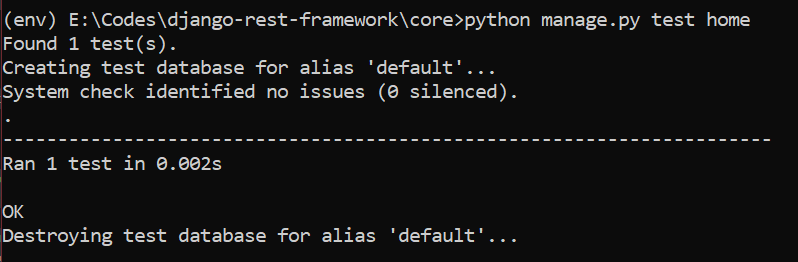 (env) E:\Codes\django-rest-framework\core>python manage.py test home
Found 1 test(s).
Creating test database for alias 'default'...
System check identified no issues (0 silenced).
.
----------------------------------------------------------------------
Ran 1 test in 0.002s
OK
Destroying test database for alias 'default'...